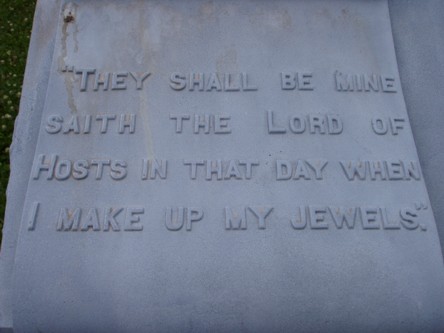 "They shall be mine
saith the Lord of
Hosts in that day when
I make up my jewels."